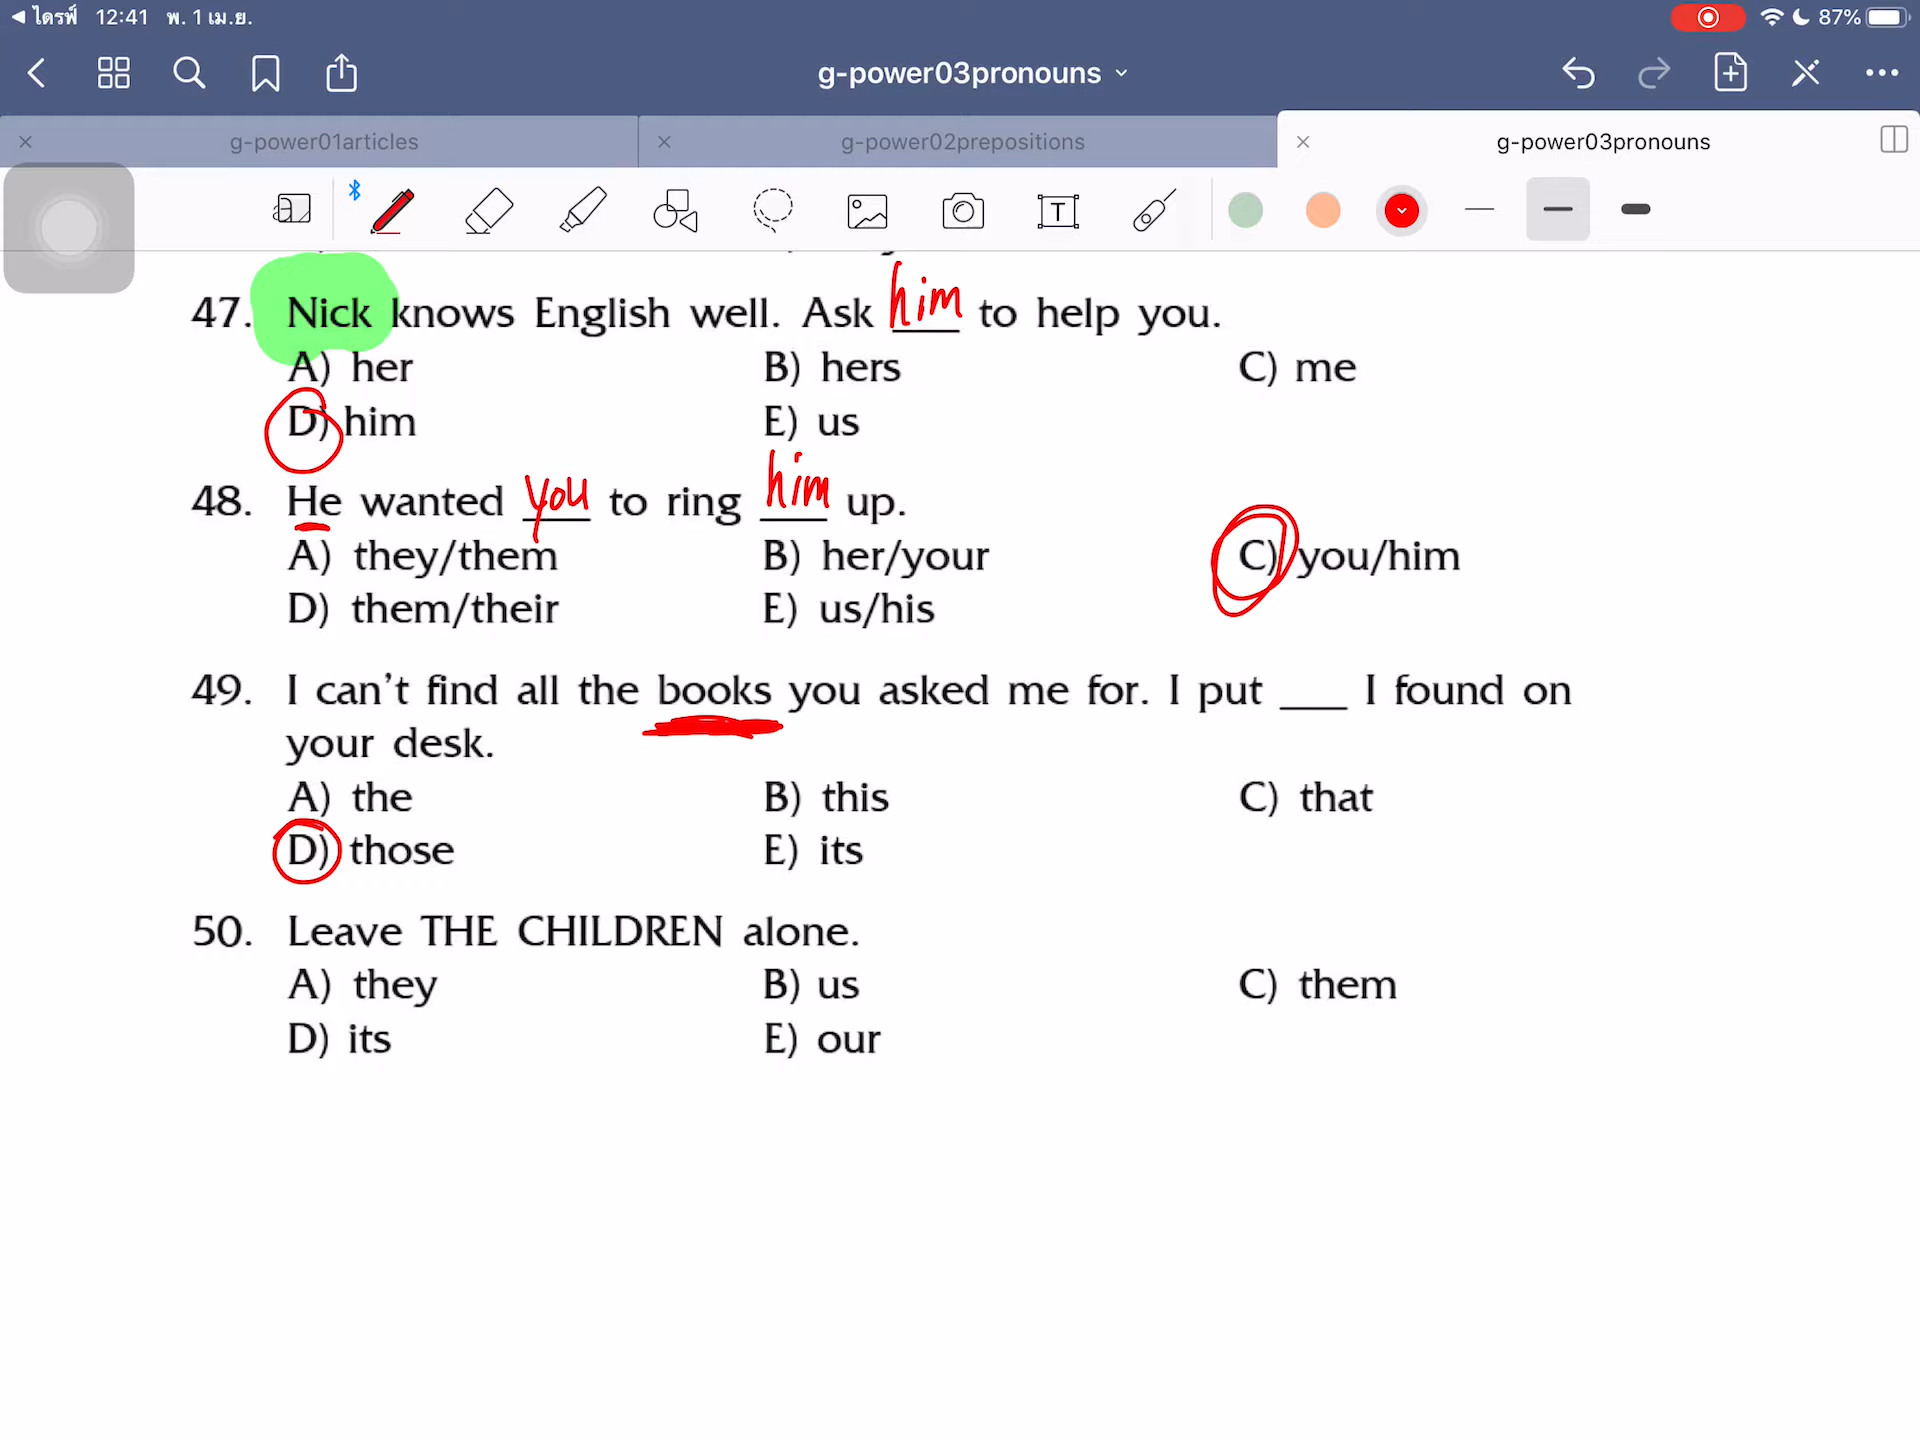 ไดรฟ์ 12:41 พ. 1 เม.ย. 87%
g-power03pronouns
g-power01articles g-power02prepositions g-power03pronouns
47. Nick knows English well. Ask him to help you.
A) her B) hers C) me
D) him E) us
48. He wanted you to ring him up.
A) they/them B) her/your C) you/him
D) them/their E) us/his
49. I can't find all the books you asked me for. I put ___ I found on
your desk.
A) the B) this C) that
D) those E) its
50. Leave THE CHILDREN alone.
A) they B) us C) them
D) its E) our